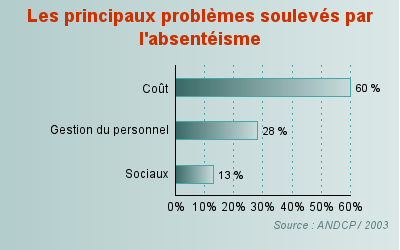 Les principaux problèmes soulevés par
l'absentéisme
Coût
60 %
Gestion du personnel
28 %
Sociaux
13 %
0% 10% 20% 30% 40% 50% 60%
Source : ANDCP / 2003